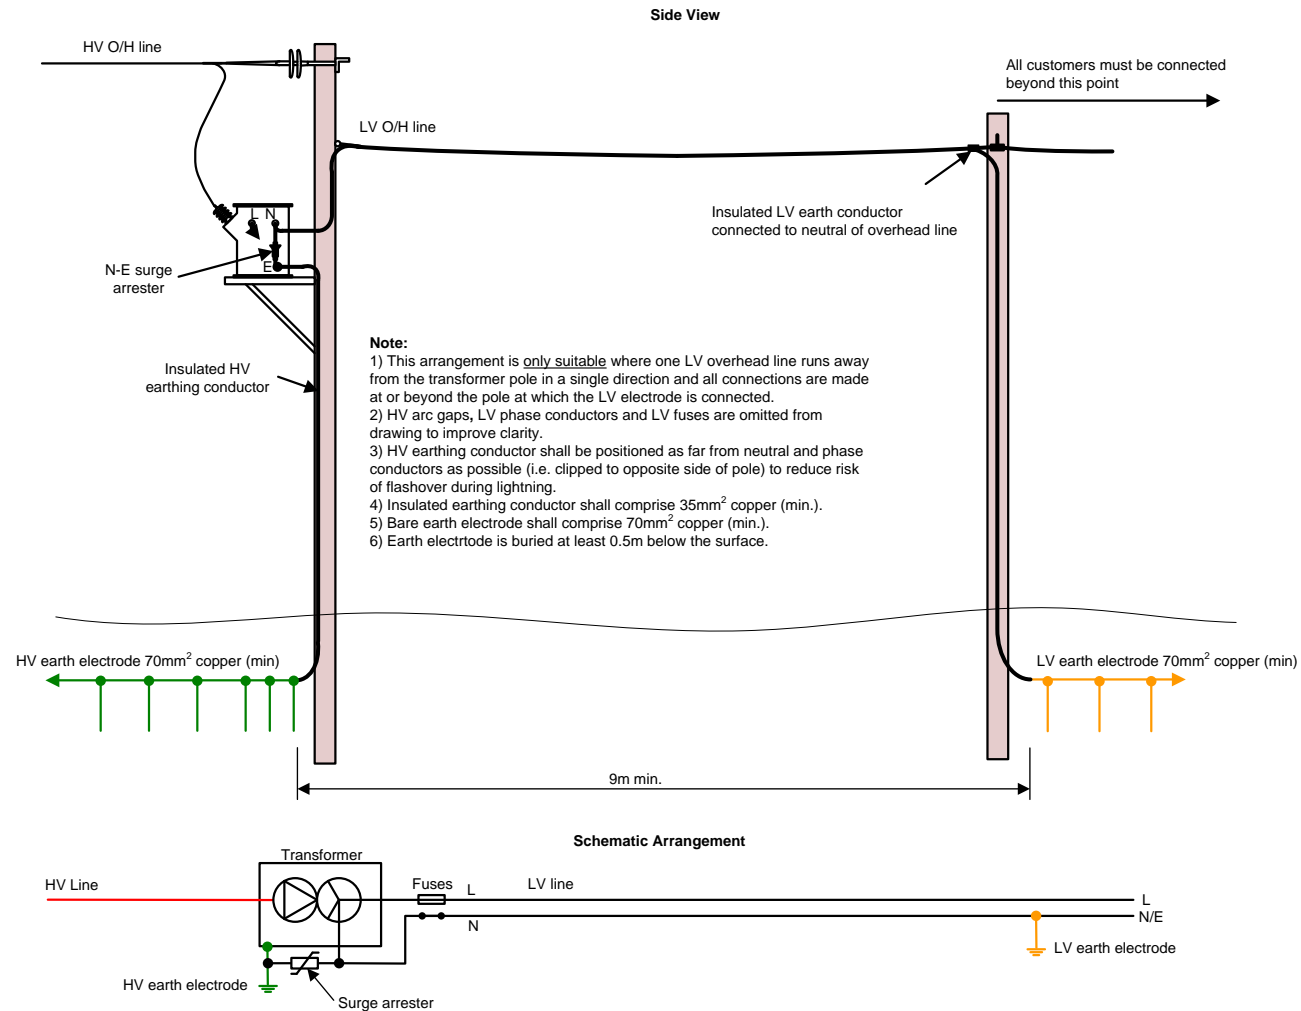 Side View
HV O/H line
All customers must be connected
beyond this point
LV O/H line
Insulated LV earth conductor
connected to neutral of overhead line
L N
E
N-E surge
arrester
Insulated HV
earthing conductor
Note:
1) This arrangement is only suitable where one LV overhead line runs away
from the transformer pole in a single direction and all connections are made
at or beyond the pole at which the LV electrode is connected.
2) HV arc gaps, LV phase conductors and LV fuses are omitted from
drawing to improve clarity.
3) HV earthing conductor shall be positioned as far from neutral and phase
conductors as possible (i.e. clipped to opposite side of pole) to reduce risk
of flashover during lightning.
4) Insulated earthing conductor shall comprise 35mm² copper (min.).
5) Bare earth electrode shall comprise 70mm² copper (min.).
6) Earth electrtode is buried at least 0.5m below the surface.
HV earth electrode 70mm² copper (min)
LV earth electrode 70mm² copper (min)
9m min.
Schematic Arrangement
Transformer
HV Line
Fuses
L
LV line
L
N
N/E
LV earth electrode
HV earth electrode
Surge arrester